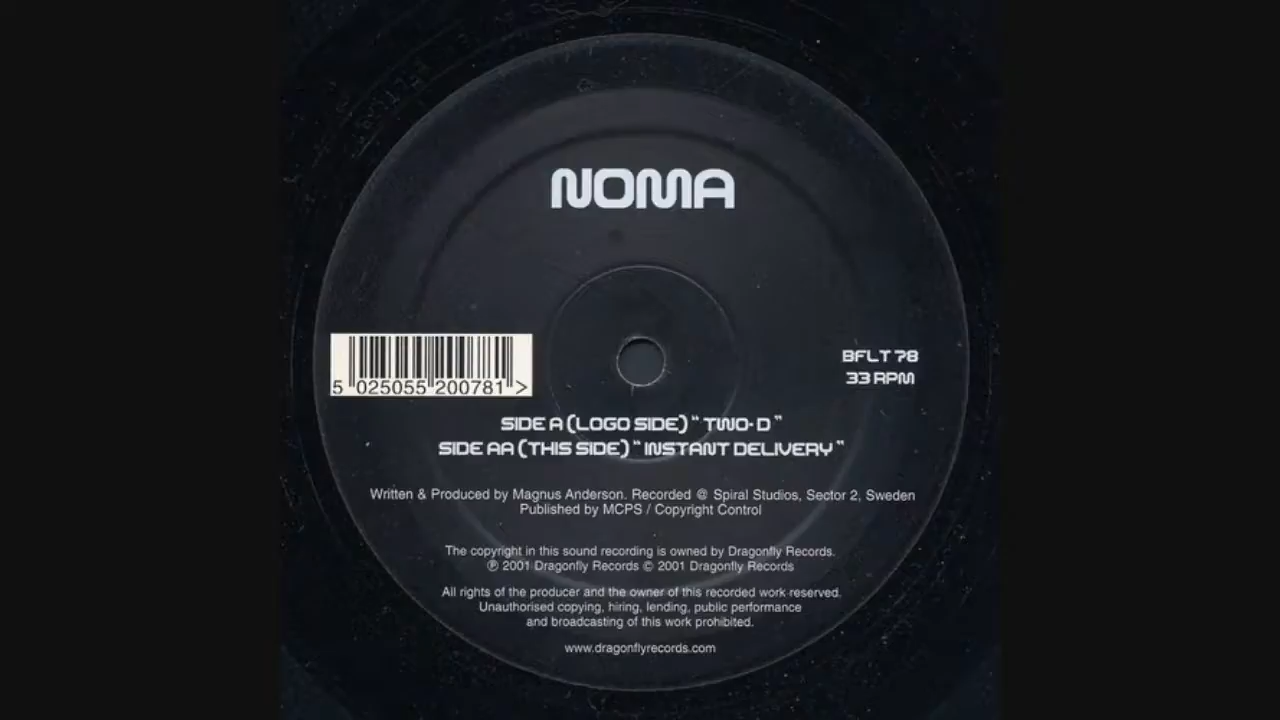 NOMA
BFLT 78
33 RPM
5 025055 200781 >
SIDE A (LOGO SIDE) “ TWO-D ”
SIDE AA (THIS SIDE) “ INSTANT DELIVERY ”
Written & Produced by Magnus Anderson. Recorded @ Spiral Studios, Sector 2, Sweden
Published by MCPS / Copyright Control
The copyright in this sound recording is owned by Dragonfly Records.
℗ 2001 Dragonfly Records © 2001 Dragonfly Records
All rights of the producer and the owner of this recorded work reserved.
Unauthorised copying, hiring, lending, public performance
and broadcasting of this work prohibited.
www.dragonflyrecords.com